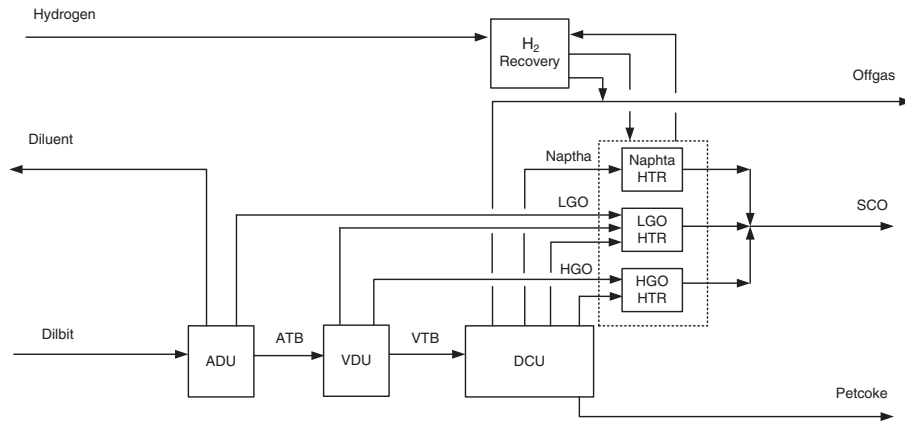 Hydrogen
H₂
Recovery
Offgas
Diluent
Naptha
Naphta
HTR
LGO
LGO
HTR
SCO
HGO
HGO
HTR
Dilbit
ADU
ATB
VDU
VTB
DCU
Petcoke